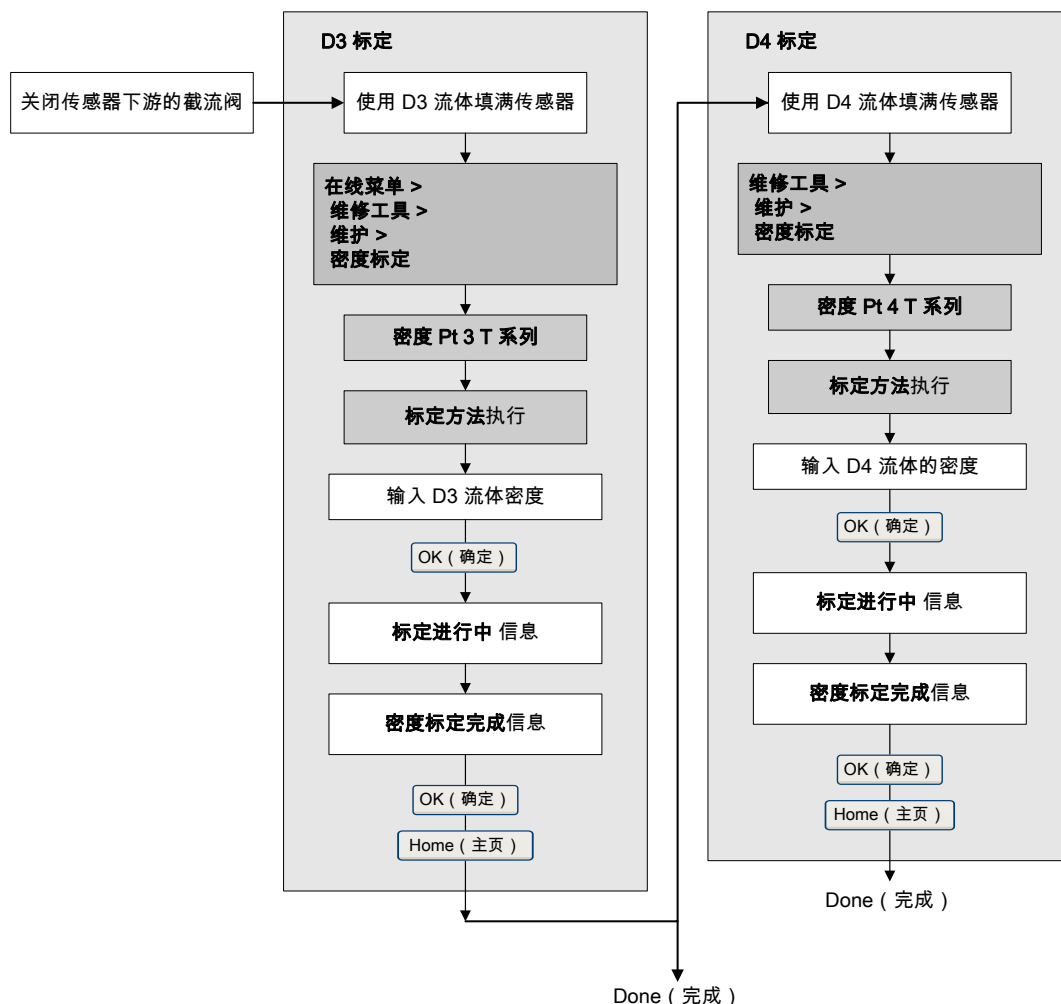 关闭传感器下游的截流阀
D3 标定
使用 D3 流体填满传感器
在线菜单 >
维修工具 >
维护 >
密度标定
密度 Pt 3 T 系列
标定方法执行
输入 D3 流体密度
OK（确定）
标定进行中 信息
密度标定完成信息
OK（确定）
Home（主页）
D4 标定
使用 D4 流体填满传感器
维修工具 >
维护 >
密度标定
密度 Pt 4 T 系列
标定方法执行
输入 D4 流体的密度
OK（确定）
标定进行中 信息
密度标定完成信息
OK（确定）
Home（主页）
Done（完成）
Done（完成）